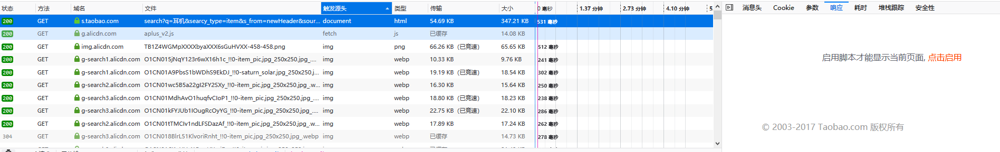 状态 方法 域名 文件 触发源头 类型 传输 大小 0 毫秒 1.37 分钟 2.73 分钟 4.10 分钟 5. 消息头 Cookie 参数 响应 耗时 堆栈跟踪 安全性
200 GET s.taobao.com search?q=耳机&searcy_type=item&s_from=newHeader&sour... document html 54.69 KB 347.21 KB 531 毫秒
200 GET g.alicdn.com aplus_v2.js fetch js 已缓存 14.08 KB
200 GET img.alicdn.com TB1Z4WGMpXXXXbyaXXX6sGuHVXX-458-458.png img png 66.26 KB (已竞速) 65.65 KB 512 毫秒
200 GET g-search1.alicdn.com O1CN015jNqY123r6wX16h1c_!!0-item_pic.jpg_250x250.jpg_... img webp 10.33 KB 9.76 KB 241 毫秒
启用脚本才能显示当前页面, 点击启用
200 GET g-search1.alicdn.com O1CN01A9PbsS1bWDhS9EkDJ_!!0-saturn_solar.jpg_250x250.j... img webp 19.19 KB (已竞速) 18.54 KB 302 毫秒
200 GET g-search2.alicdn.com O1CN01wc5B5a22gI2FY2SXy_!!0-item_pic.jpg_250x250.jpg_.w... img webp 16.30 KB 15.64 KB 250 毫秒
200 GET g-search3.alicdn.com O1CN01MdhAvO1huqfvCIoP1_!!0-item_pic.jpg_250x250.jpg_.... img webp 18.80 KB (已竞速) 18.23 KB 238 毫秒
200 GET g-search3.alicdn.com O1CN01kFYJUb1IOugRcOyYG_!!0-item_pic.jpg_250x250.jpg_.... img webp 22.75 KB (已竞速) 22.10 KB 286 毫秒
200 GET g-search2.alicdn.com O1CN01tTMCIv1ndLFSDazAf_!!0-item_pic.jpg_250x250.jpg_.w... img webp 17.89 KB 17.24 KB 262 毫秒
© 2003-2017 Taobao.com 版权所有
304 GET g-search3.alicdn.com O1CN018BlrL51KlvoriRnht_!!0-item_pic.jpg_250x250.jpg_.webp img webp 已缓存 14.73 KB 278 毫秒